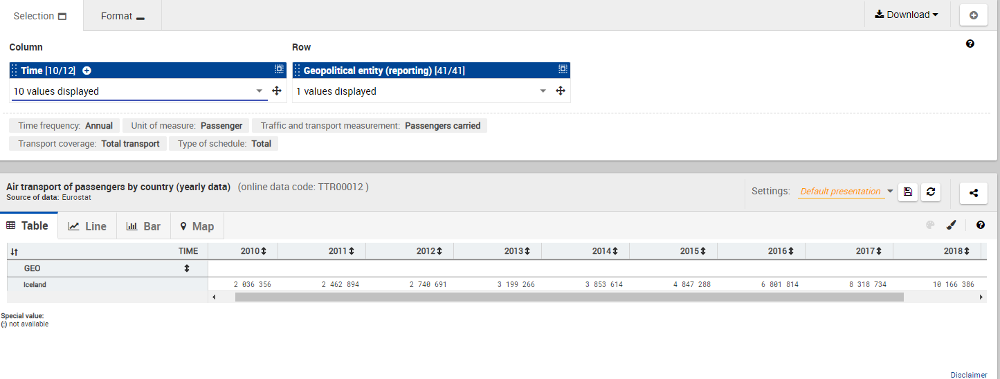 Selection Format Download
Column Row
Time [10/12] Geopolitical entity (reporting) [41/41]
10 values displayed 1 values displayed
Time frequency: Annual Unit of measure: Passenger Traffic and transport measurement: Passengers carried
Transport coverage: Total transport Type of schedule: Total
Air transport of passengers by country (yearly data) (online data code: TTR00012 )
Source of data: Eurostat
Settings: Default presentation
Table Line Bar Map
TIME 2010 2011 2012 2013 2014 2015 2016 2017 2018
GEO
Iceland 2 036 356 2 462 894 2 740 691 3 199 266 3 853 614 4 847 288 6 801 814 8 318 734 10 166 386
Special value:
(:) not available
Disclaimer